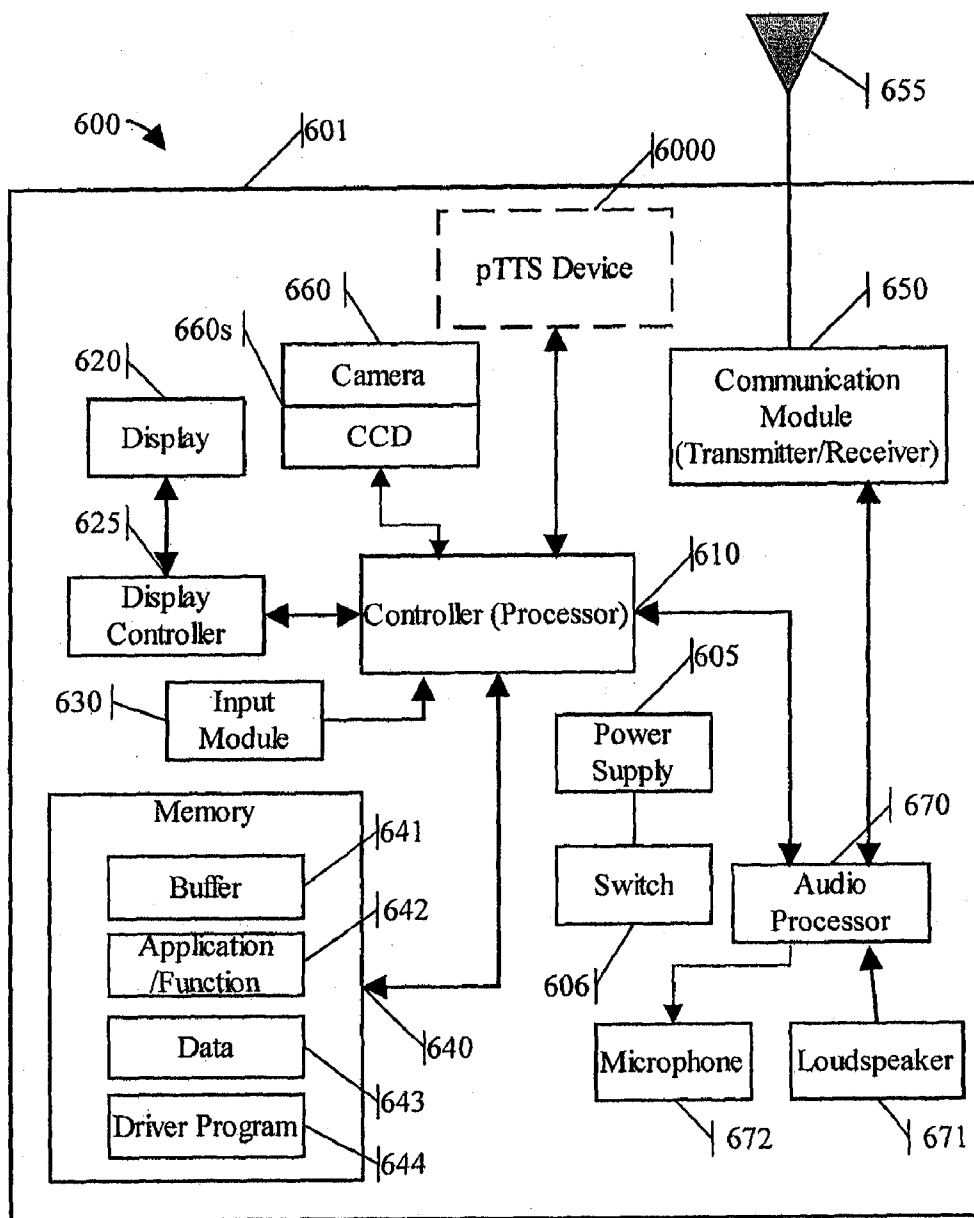 655
600
601
6000
pTTS Device
660
650
660s
620
Camera
Communication
Module
(Transmitter/Receiver)
Display
CCD
625
610
Display
Controller
Controller (Processor)
605
630
Input
Module
Power
Supply
Memory
641
670
Buffer
Switch
Audio
Processor
642
Application
/Function
606
640
Data
Microphone
Loudspeaker
643
Driver Program
672
671
644